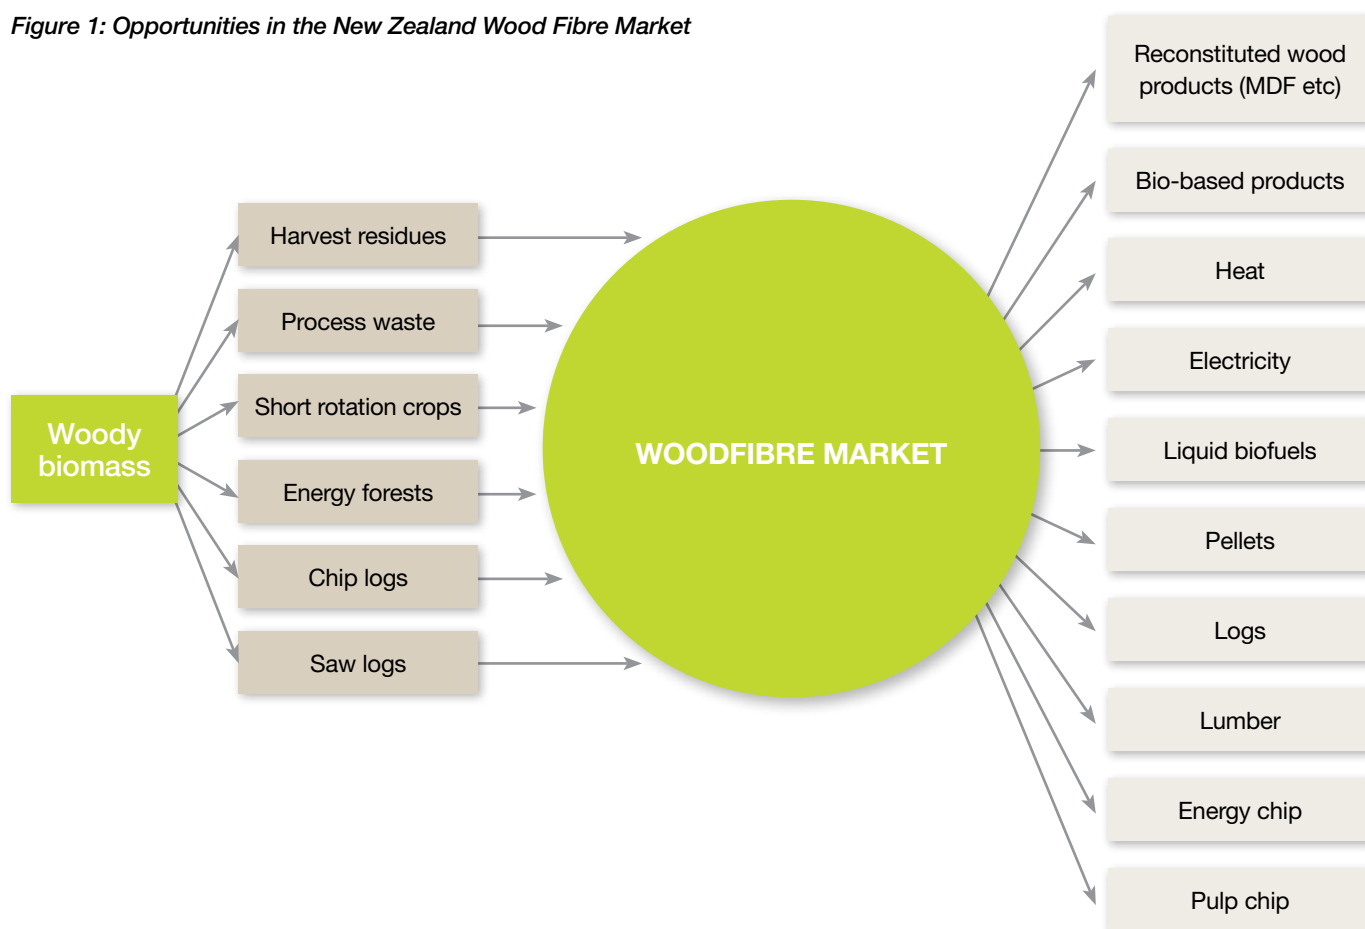 Figure 1: Opportunities in the New Zealand Wood Fibre Market
Woody
biomass
Harvest residues
Process waste
Short rotation crops
Energy forests
Chip logs
Saw logs
WOODFIBRE MARKET
Reconstituted wood
products (MDF etc)
Bio-based products
Heat
Electricity
Liquid biofuels
Pellets
Logs
Lumber
Energy chip
Pulp chip